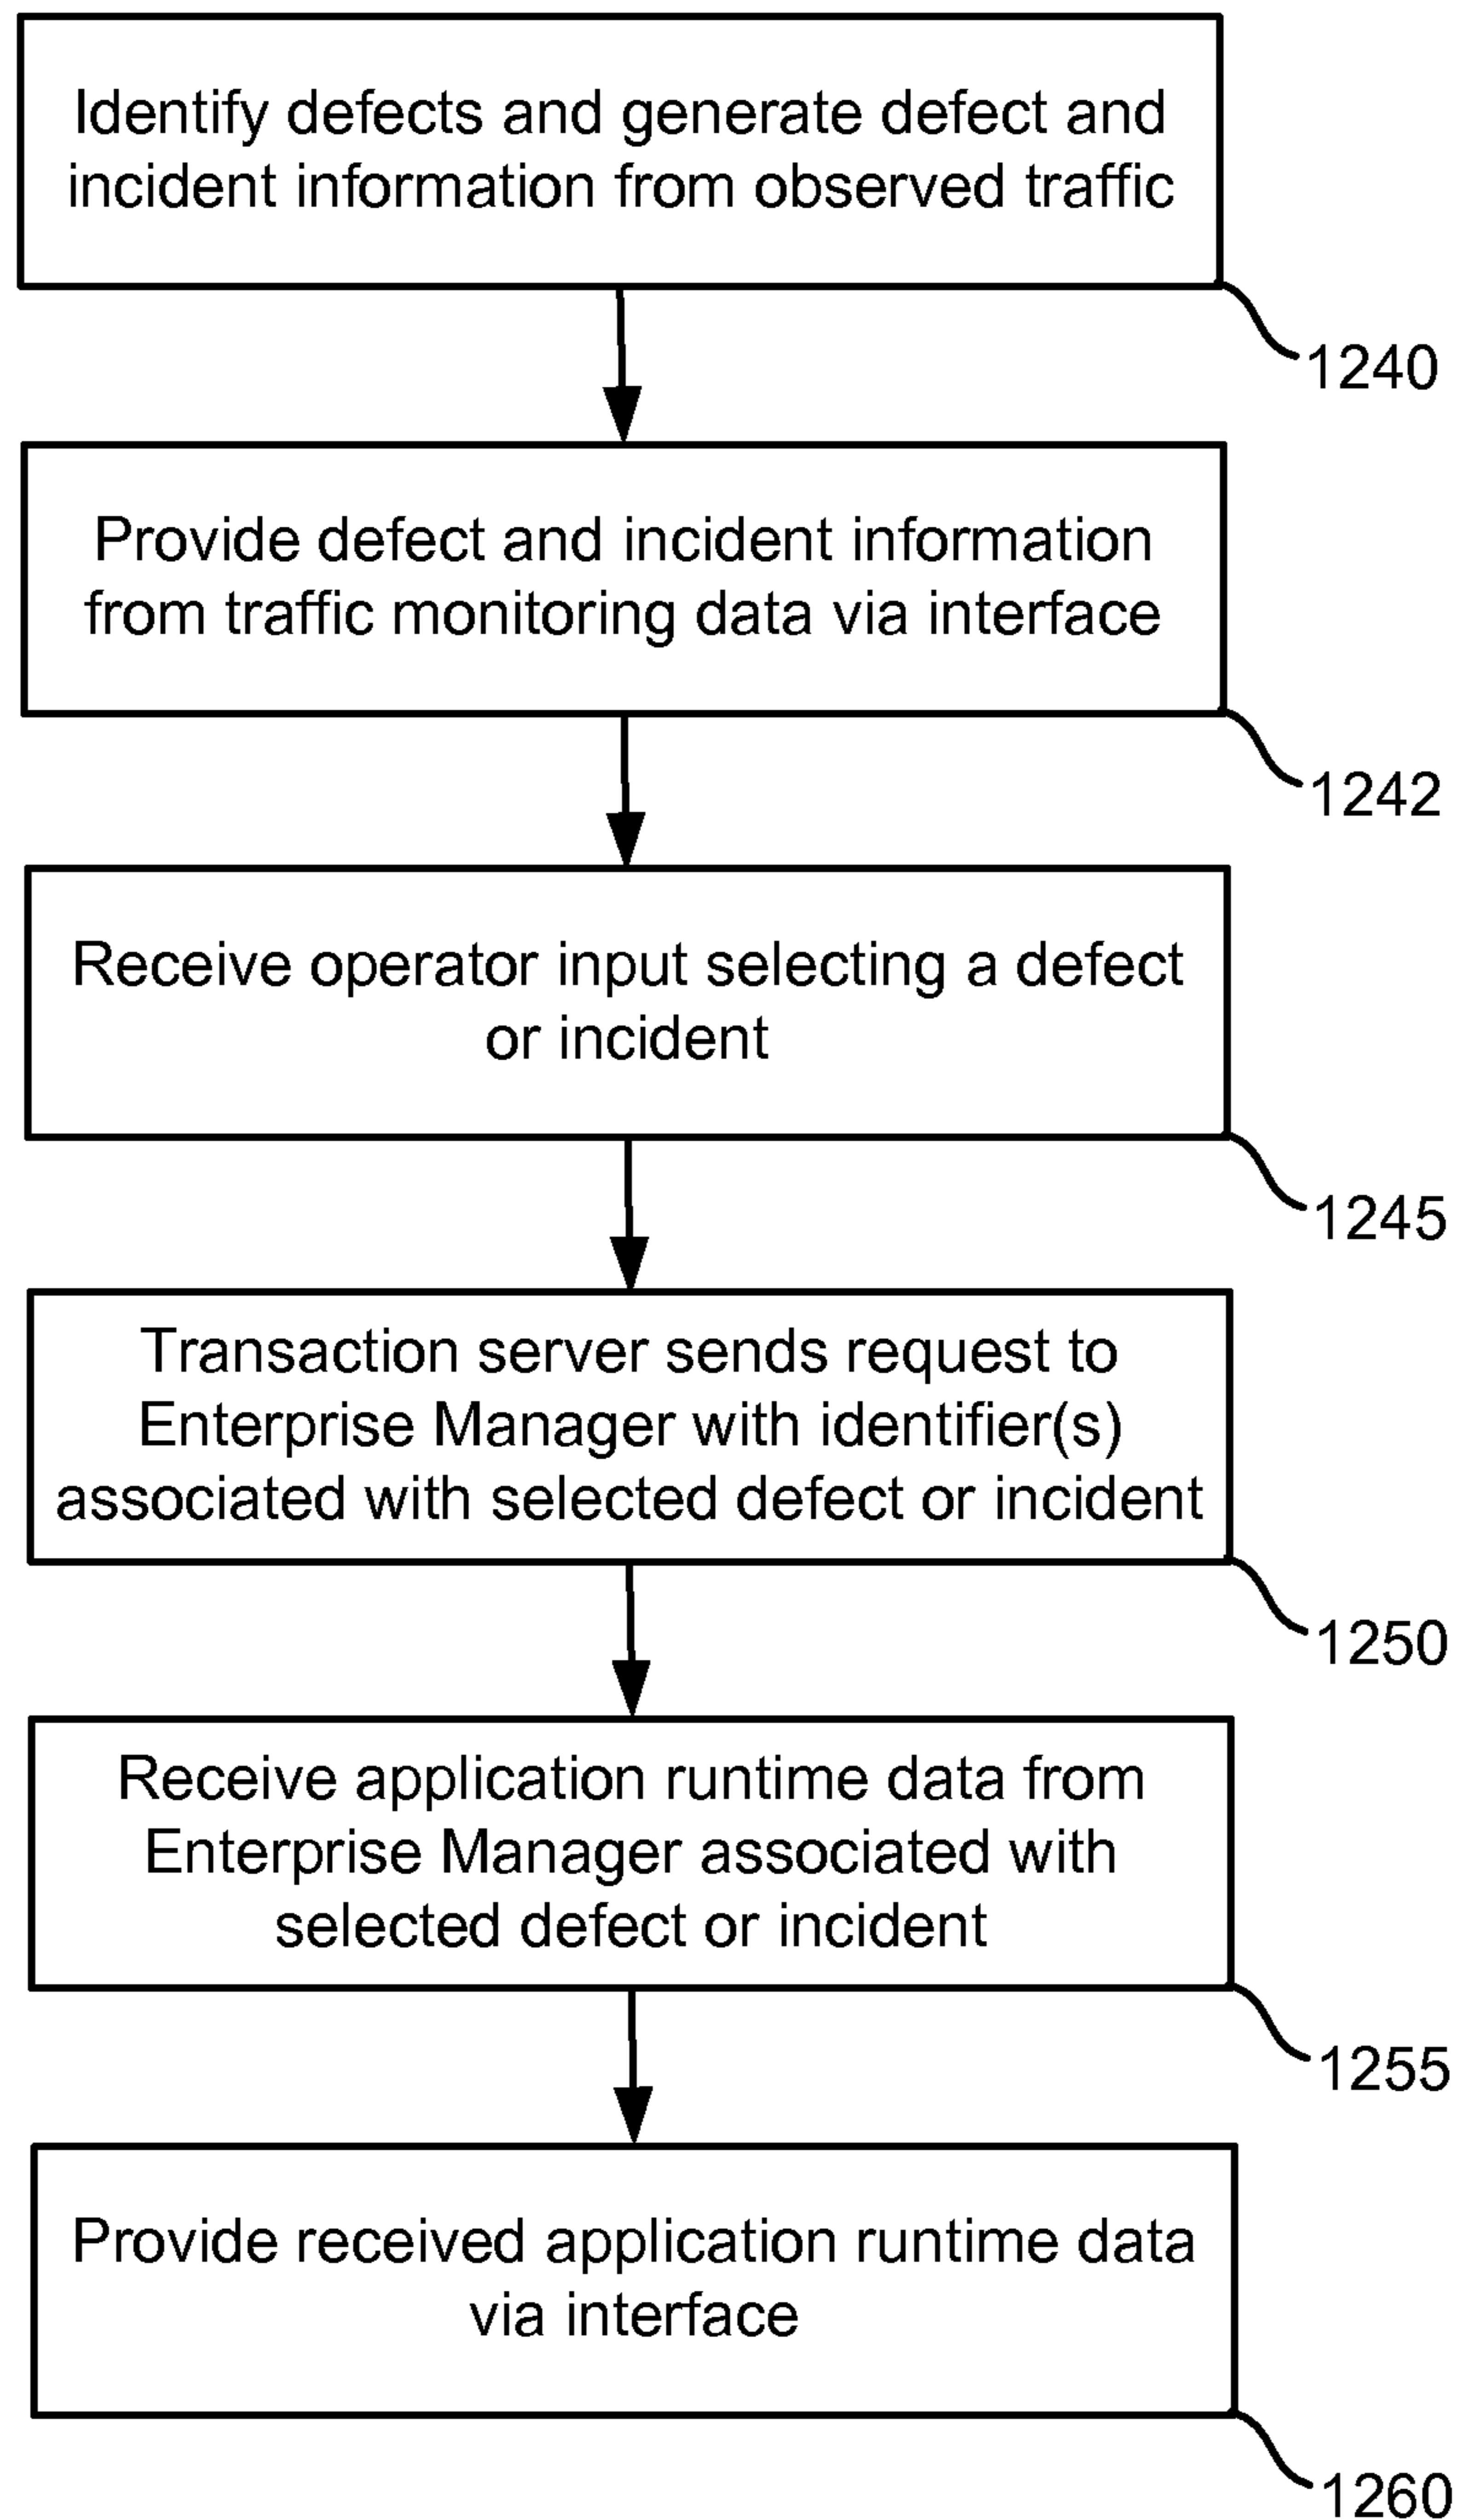 Identify defects and generate defect and
incident information from observed traffic
1240
Provide defect and incident information
from traffic monitoring data via interface
1242
Receive operator input selecting a defect
or incident
1245
Transaction server sends request to
Enterprise Manager with identifier(s)
associated with selected defect or incident
1250
Receive application runtime data from
Enterprise Manager associated with
selected defect or incident
1255
Provide received application runtime data
via interface
1260